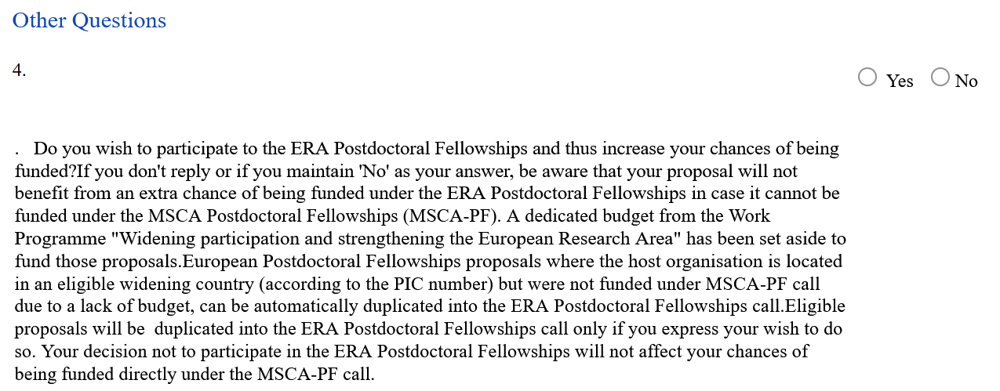 Other Questions
4.
Yes No
. Do you wish to participate to the ERA Postdoctoral Fellowships and thus increase your chances of being
funded?If you don't reply or if you maintain 'No' as your answer, be aware that your proposal will not
benefit from an extra chance of being funded under the ERA Postdoctoral Fellowships in case it cannot be
funded under the MSCA Postdoctoral Fellowships (MSCA-PF). A dedicated budget from the Work
Programme "Widening participation and strengthening the European Research Area" has been set aside to
fund those proposals.European Postdoctoral Fellowships proposals where the host organisation is located
in an eligible widening country (according to the PIC number) but were not funded under MSCA-PF call
due to a lack of budget, can be automatically duplicated into the ERA Postdoctoral Fellowships call.Eligible
proposals will be  duplicated into the ERA Postdoctoral Fellowships call only if you express your wish to do
so. Your decision not to participate in the ERA Postdoctoral Fellowships will not affect your chances of
being funded directly under the MSCA-PF call.